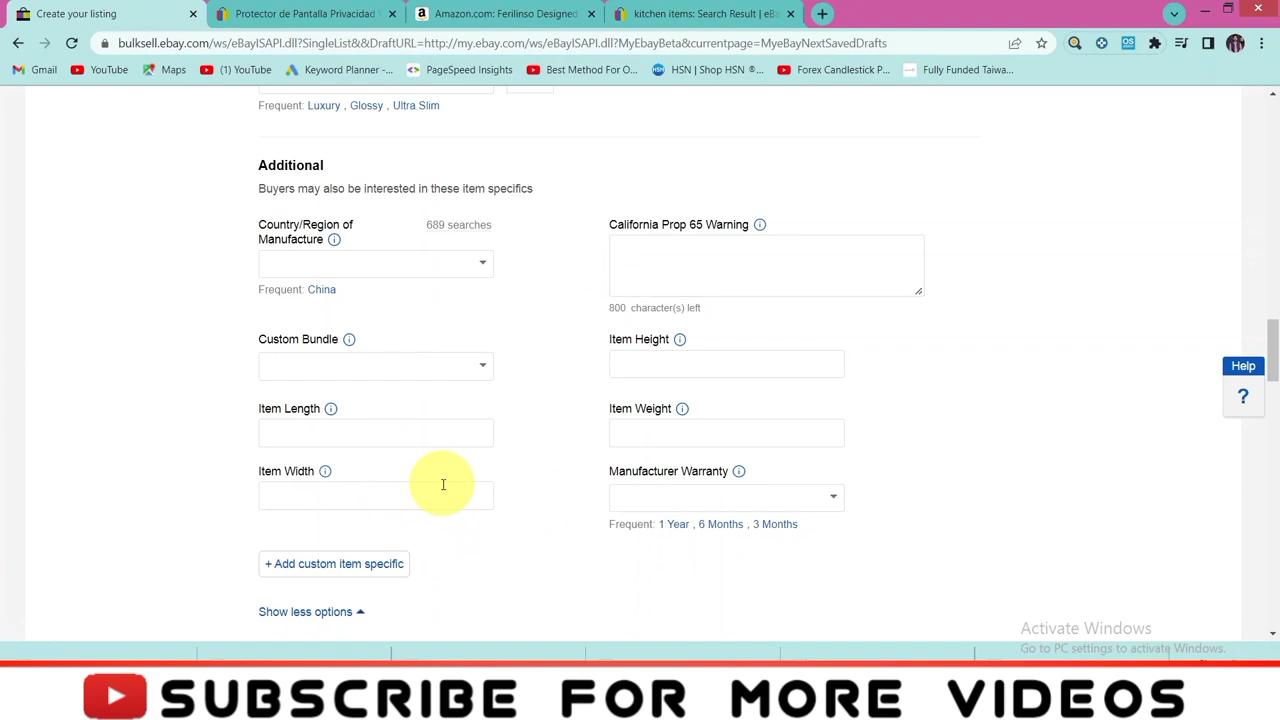 Create your listing
Protector de Pantalla Privacidad
Amazon.com: Ferilinso Designed
kitchen items: Search Result | eB
bulksell.ebay.com/ws/eBayISAPI.dll?SingleList&&DraftURL=http://my.ebay.com/ws/eBayISAPI.dll?MyEbayBeta&currentpage=MyeBayNextSavedDrafts
Gmail YouTube Maps (1) YouTube Keyword Planner -... PageSpeed Insights Best Method For O... HSN | Shop HSN ®... Forex Candlestick P... Fully Funded Taiwa...
Frequent: Luxury , Glossy , Ultra Slim
Additional
Buyers may also be interested in these item specifics
Country/Region of Manufacture
689 searches
Frequent: China
California Prop 65 Warning
800 character(s) left
Custom Bundle
Item Height
Item Length
Item Weight
Item Width
Manufacturer Warranty
Frequent: 1 Year , 6 Months , 3 Months
+ Add custom item specific
Show less options
Help
?
Activate Windows
Go to PC settings to activate Windows.
SUBSCRIBE FOR MORE VIDEOS